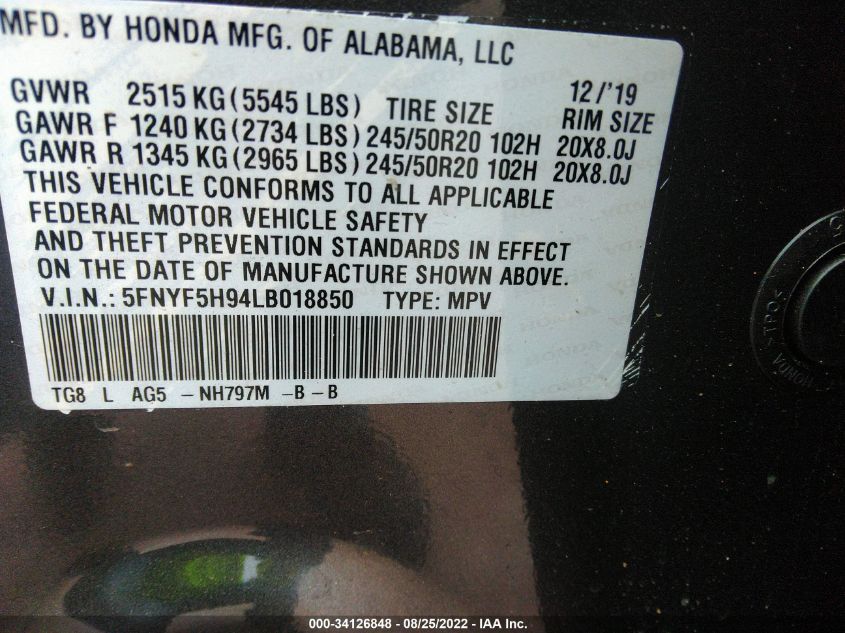 MFD. BY HONDA MFG. OF ALABAMA, LLC
GVWR 2515 KG (5545 LBS) TIRE SIZE 12/'19 RIM SIZE
GAWR F 1240 KG (2734 LBS) 245/50R20 102H 20X8.0J
GAWR R 1345 KG (2965 LBS) 245/50R20 102H 20X8.0J
THIS VEHICLE CONFORMS TO ALL APPLICABLE
FEDERAL MOTOR VEHICLE SAFETY
AND THEFT PREVENTION STANDARDS IN EFFECT
ON THE DATE OF MANUFACTURE SHOWN ABOVE.
V.I.N.: 5FNYF5H94LB018850 TYPE: MPV
TG8 L AG5 -NH797M -B-B
HONDA
000-34126848 - 08/25/2022 - IAA Inc.